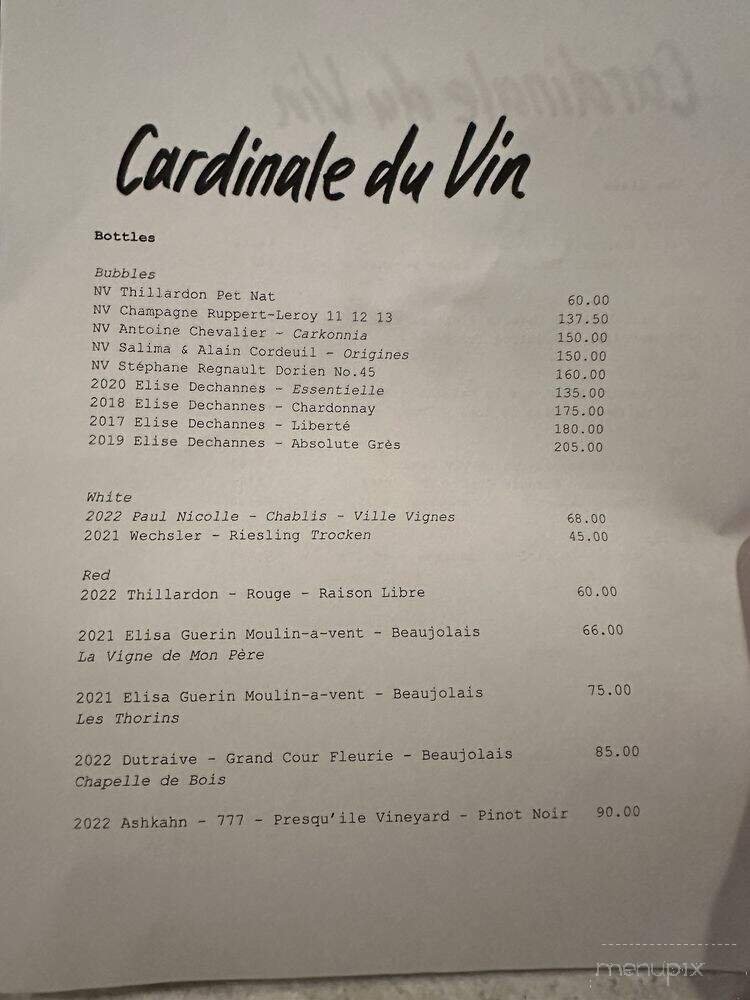 Cardinale du Vin
Bottles
Bubbles
NV Thillardon Pet Nat 60.00
NV Champagne Ruppert-Leroy 11 12 13 137.50
NV Antoine Chevalier - Carkonnia 150.00
NV Salima & Alain Cordeuil - Origines 150.00
NV Stéphane Regnault Dorien No.45 160.00
2020 Elise Dechannes - Essentielle 135.00
2018 Elise Dechannes - Chardonnay 175.00
2017 Elise Dechannes - Liberté 180.00
2019 Elise Dechannes - Absolute Grès 205.00
White
2022 Paul Nicolle - Chablis - Ville Vignes 68.00
2021 Wechsler - Riesling Trocken 45.00
Red
2022 Thillardon - Rouge - Raison Libre 60.00
2021 Elisa Guerin Moulin-a-vent - Beaujolais 66.00
La Vigne de Mon Père
2021 Elisa Guerin Moulin-a-vent - Beaujolais 75.00
Les Thorins
2022 Dutraive - Grand Cour Fleurie - Beaujolais 85.00
Chapelle de Bois
2022 Ashkahn - 777 - Presqu'ile Vineyard - Pinot Noir 90.00
menupix